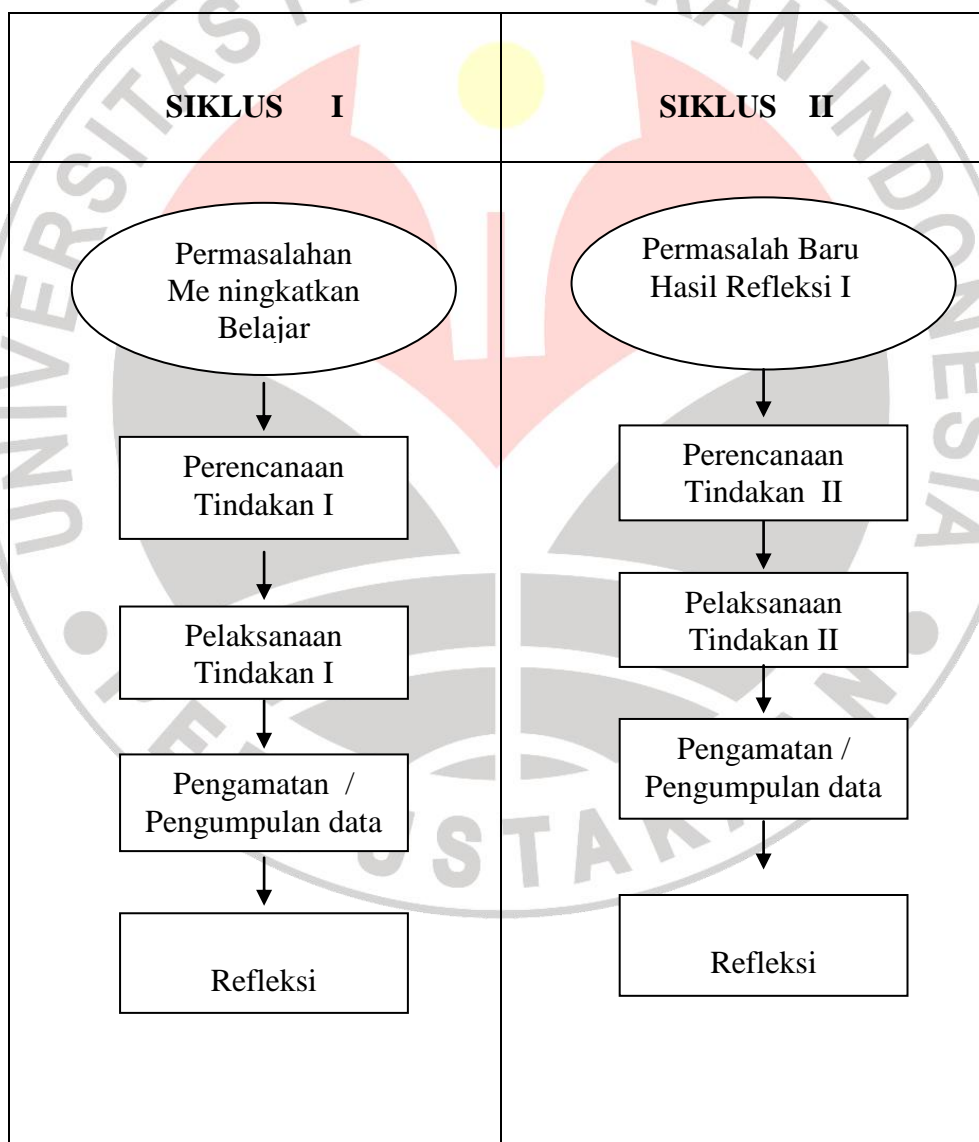 SIKLUS I
Permasalahan
Me ningkatkan
Belajar
Perencanaan
Tindakan I
Pelaksanaan
Tindakan I
Pengamatan /
Pengumpulan data
Refleksi
SIKLUS II
Permasalah Baru
Hasil Refleksi I
Perencanaan
Tindakan II
Pelaksanaan
Tindakan II
Pengamatan /
Pengumpulan data
Refleksi